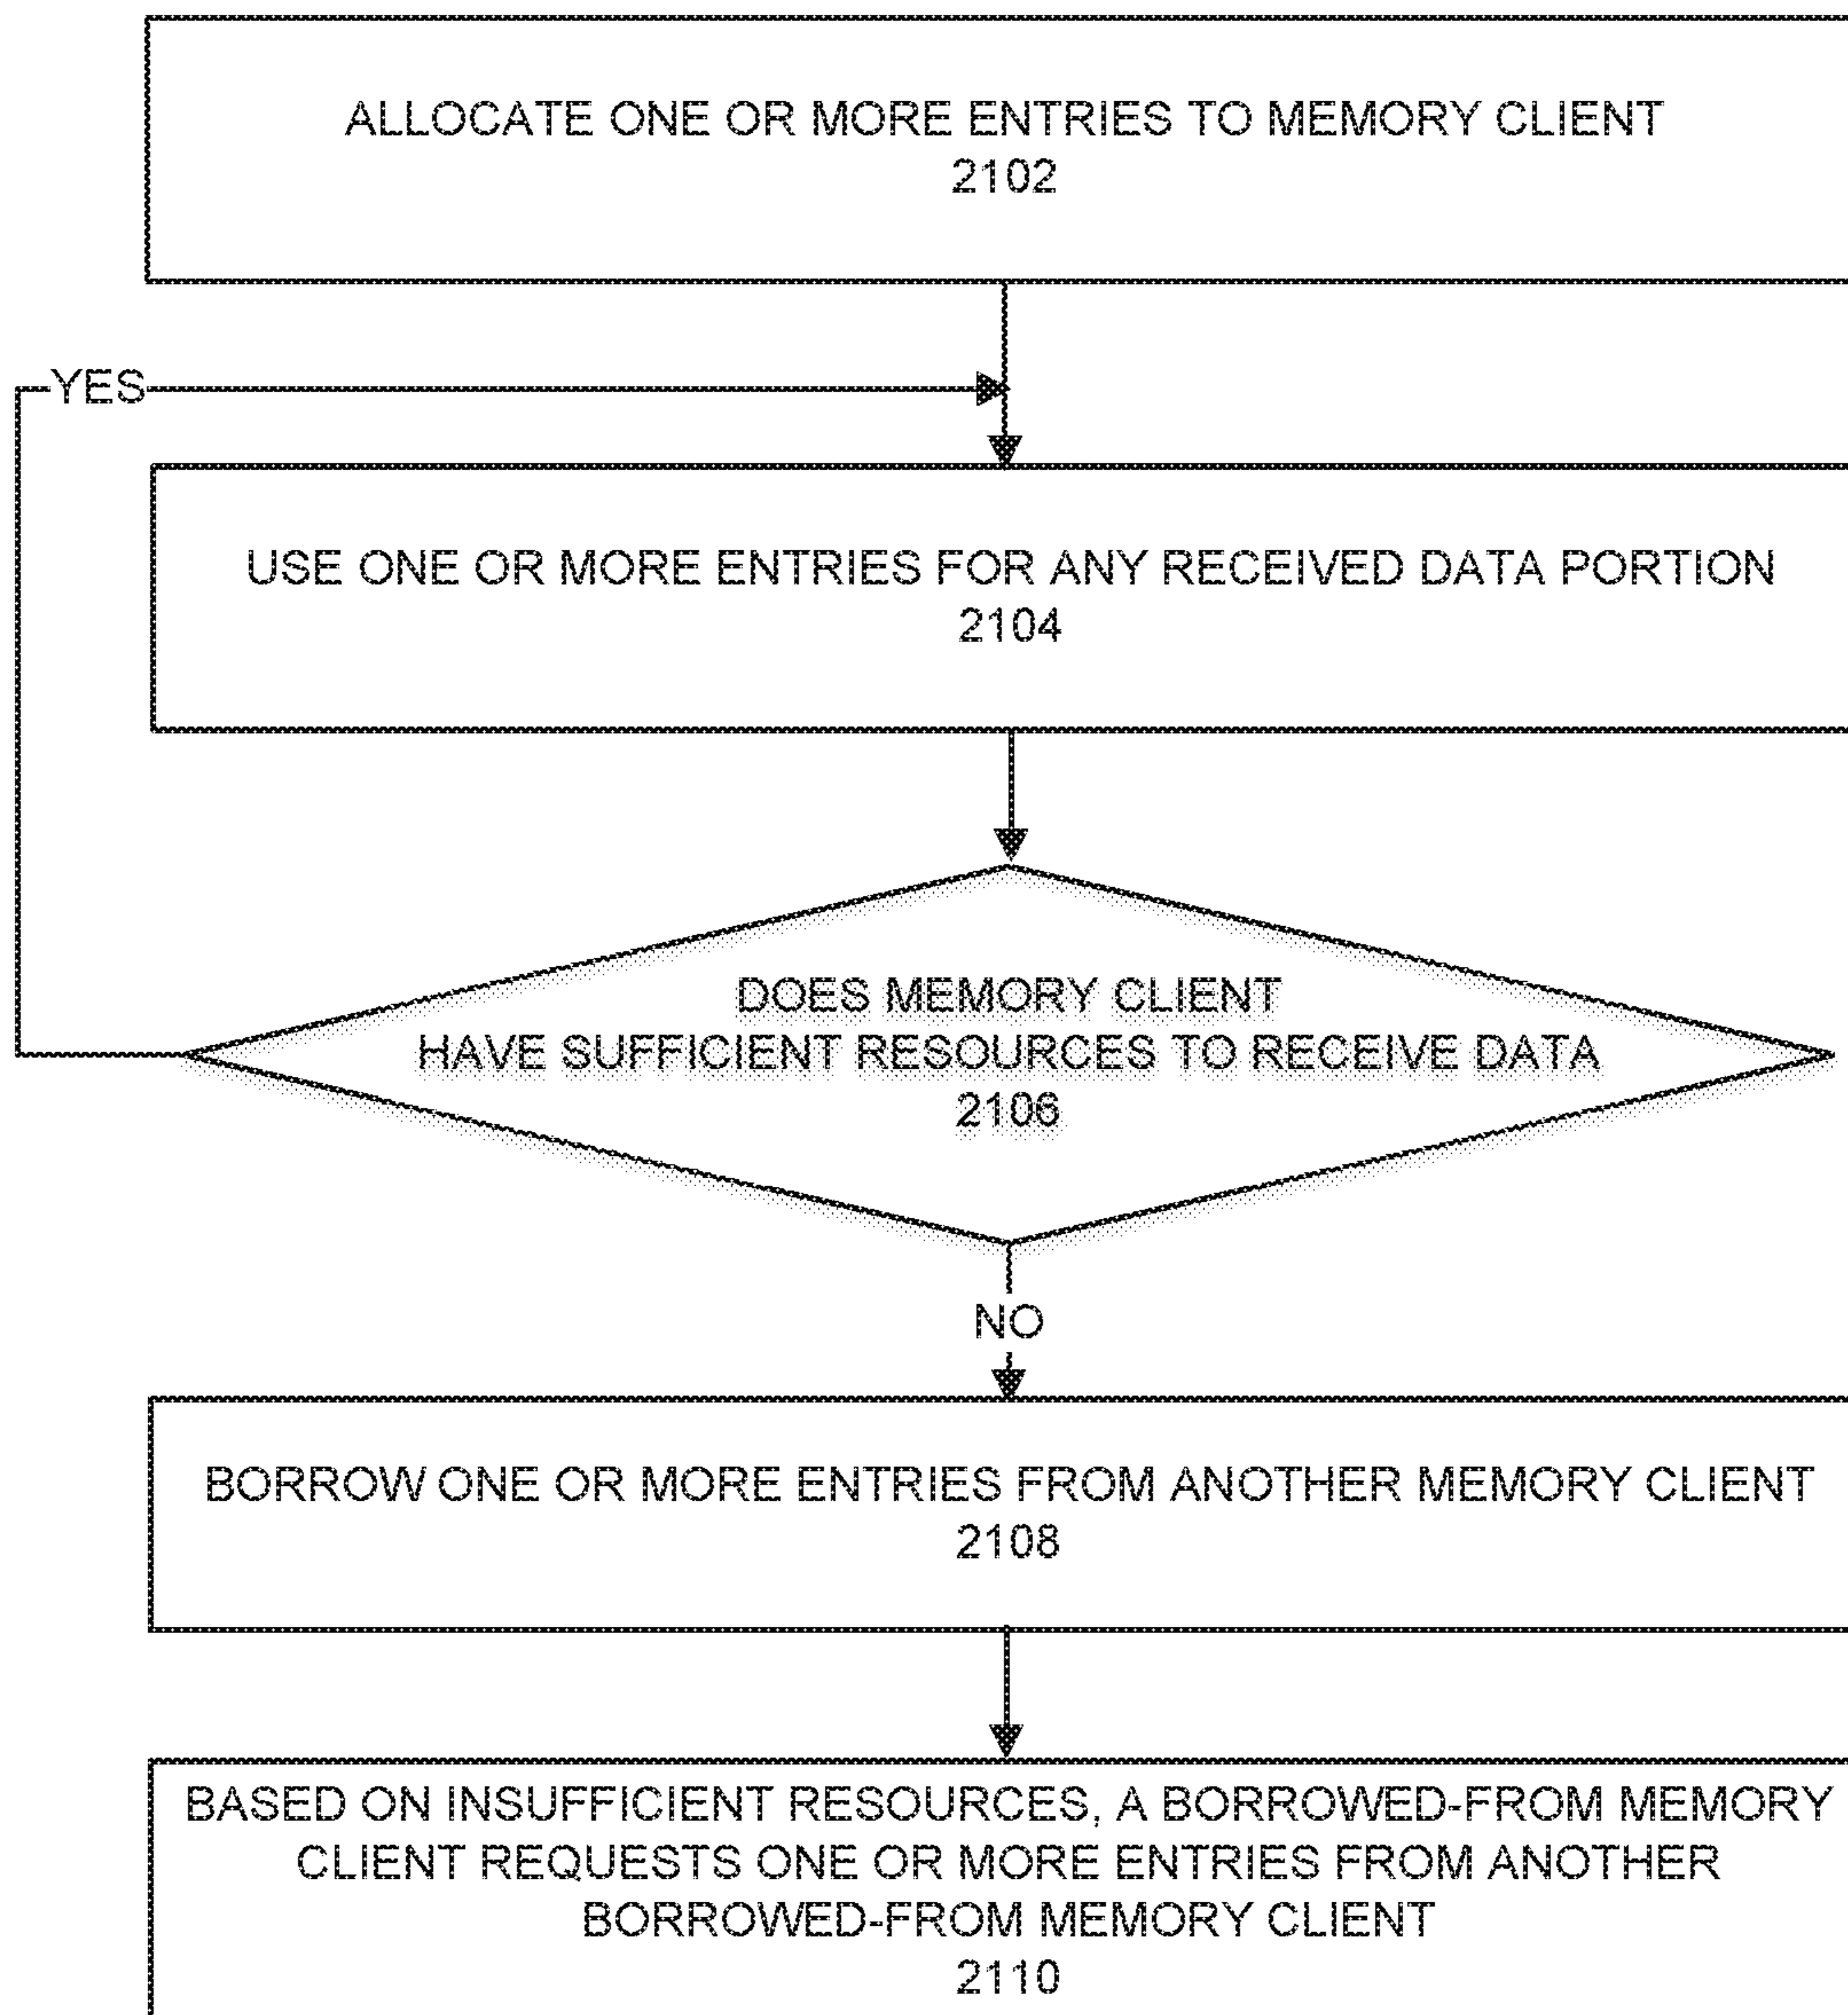 ALLOCATE ONE OR MORE ENTRIES TO MEMORY CLIENT
2102
YES
USE ONE OR MORE ENTRIES FOR ANY RECEIVED DATA PORTION
2104
DOES MEMORY CLIENT
HAVE SUFFICIENT RESOURCES TO RECEIVE DATA
2106
NO
BORROW ONE OR MORE ENTRIES FROM ANOTHER MEMORY CLIENT
2108
BASED ON INSUFFICIENT RESOURCES, A BORROWED-FROM MEMORY
CLIENT REQUESTS ONE OR MORE ENTRIES FROM ANOTHER
BORROWED-FROM MEMORY CLIENT
2110